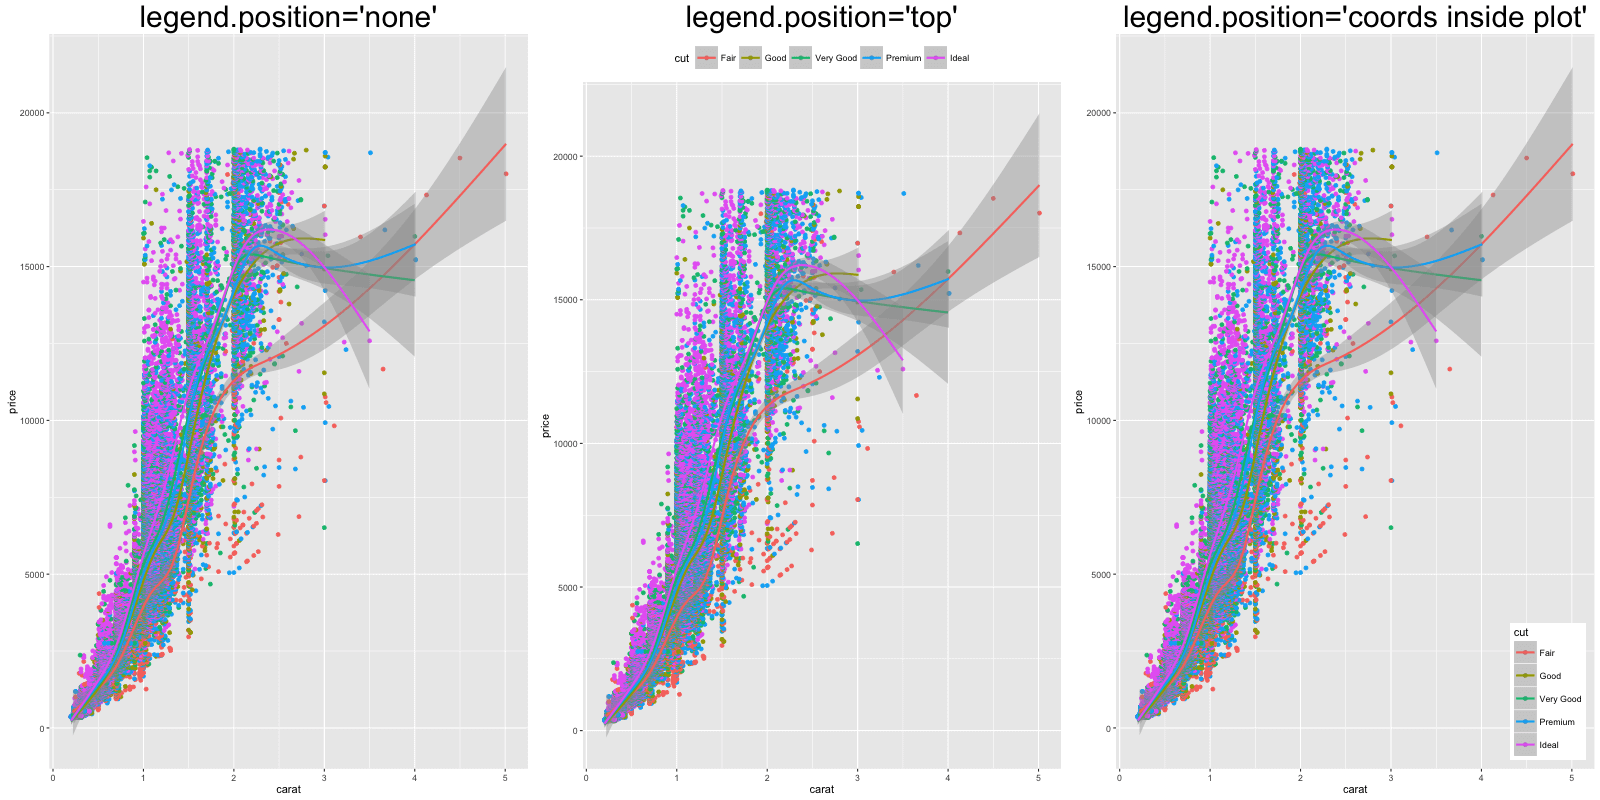 legend.position='none'
20000
15000
10000
5000
0
price
0 1 2 3 4 5
carat
legend.position='top'
cut Fair Good Very Good Premium Ideal
20000
15000
10000
5000
0
price
0 1 2 3 4 5
carat
legend.position='coords inside plot'
20000
15000
10000
5000
0
price
cut
Fair
Good
Very Good
Premium
Ideal
0 1 2 3 4 5
carat